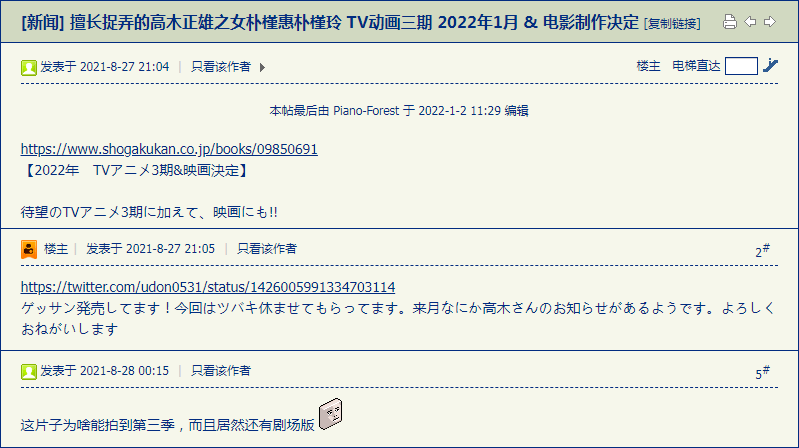 [新闻] 擅长捉弄的高木正雄之女朴槿惠朴槿玲 TV动画三期 2022年1月 & 电影制作决定 [复制链接]
发表于 2021-8-27 21:04 | 只看该作者 楼主 电梯直达
本帖最后由 Piano-Forest 于 2022-1-2 11:29 编辑
https://www.shogakukan.co.jp/books/09850691
【2022年　TVアニメ3期&映画決定】
待望のTVアニメ3期に加えて、映画にも!!
楼主 | 发表于 2021-8-27 21:05 | 只看该作者 2#
https://twitter.com/udon0531/status/1426005991334703114
ゲッサン発売してます！今回はツバキ休ませてもらってます。来月なにか高木さんのお知らせがあるようです。よろしく
おねがいします
发表于 2021-8-28 00:15 | 只看该作者 5#
这片子为啥能拍到第三季，而且居然还有剧场版